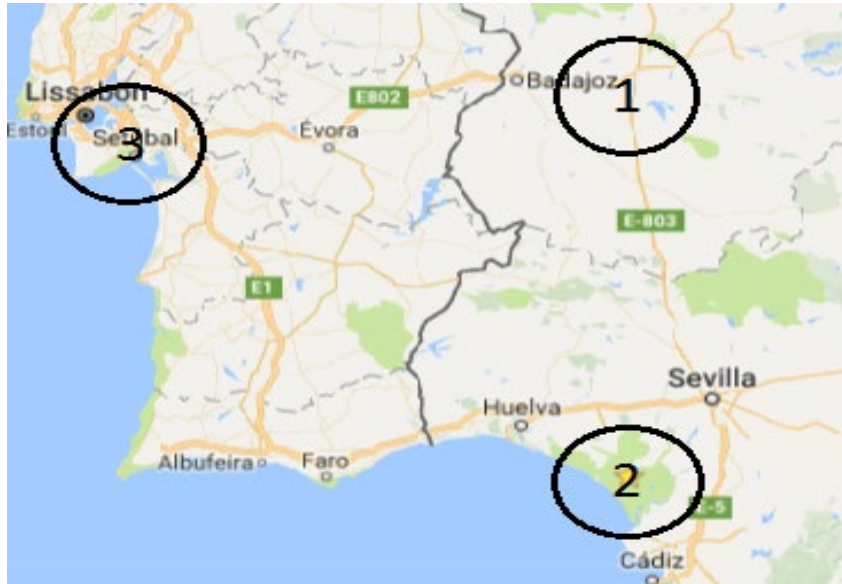 Badajoz
1
Lissabon
E802
Estoril
Setúbal
3
Évora
E-803
E1
Sevilla
Huelva
Albufeira
Faro
2
E-5
Cádiz